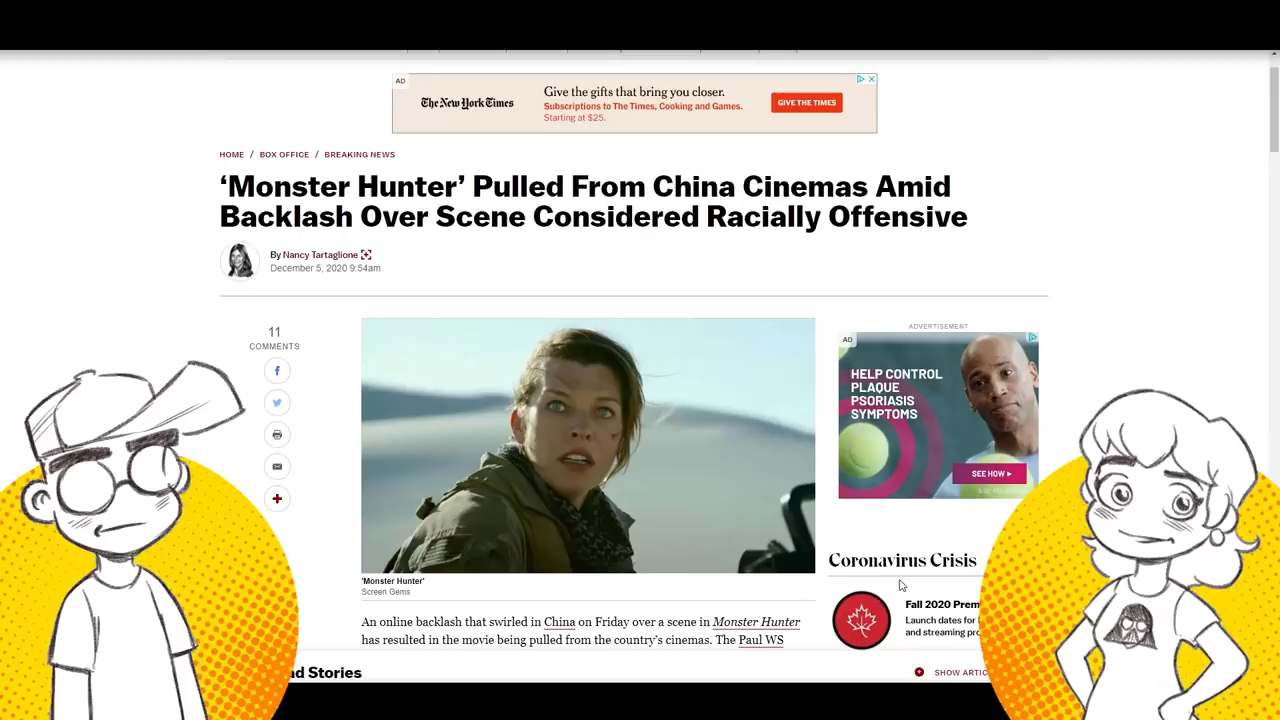 AD
The New York Times
Give the gifts that bring you closer.
Subscriptions to The Times, Cooking and Games.
Starting at $25.
GIVE THE TIMES
HOME / BOX OFFICE / BREAKING NEWS
‘Monster Hunter’ Pulled From China Cinemas Amid
Backlash Over Scene Considered Racially Offensive
By Nancy Tartaglione
December 5, 2020 9:54am
11
COMMENTS
ADVERTISEMENT
AD
HELP CONTROL
PLAQUE
PSORIASIS
SYMPTOMS
SEE HOW
'Monster Hunter'
Screen Gems
An online backlash that swirled in China on Friday over a scene in Monster Hunter
has resulted in the movie being pulled from the country’s cinemas. The Paul WS
Coronavirus Crisis
Fall 2020 Prem
Launch dates for
and streaming pro
Stories
SHOW ARTIC